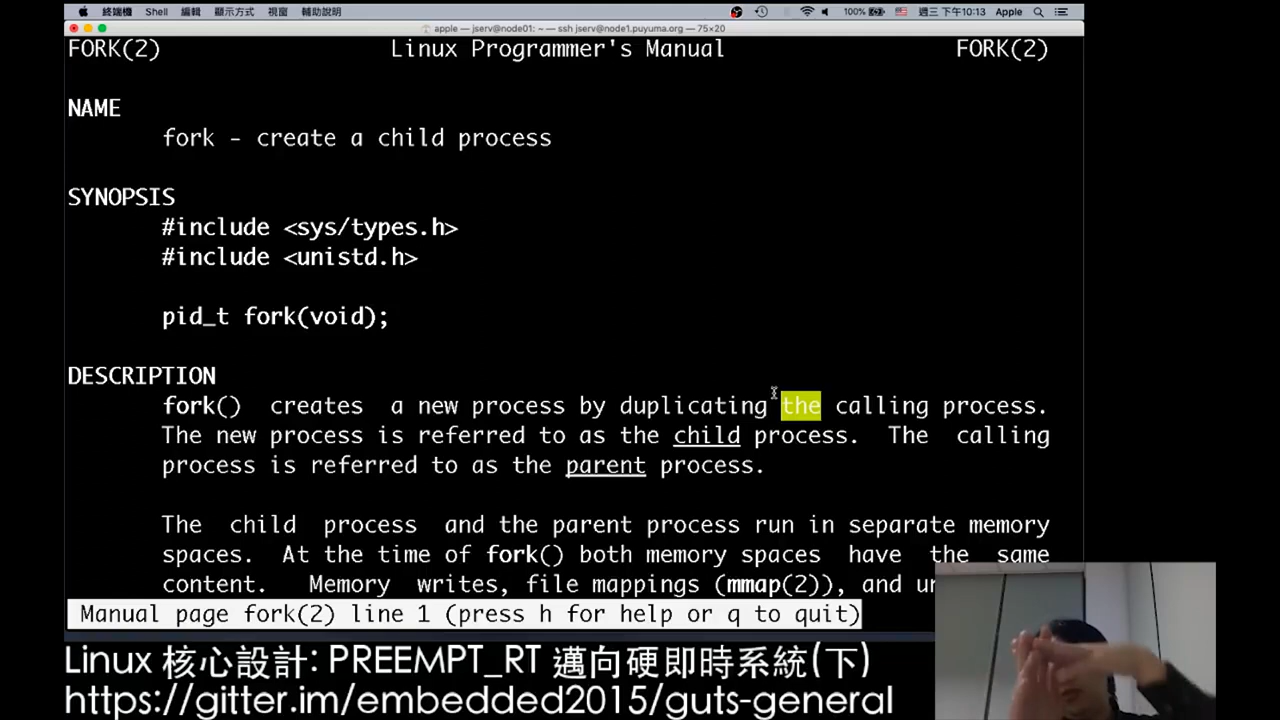 終端機 Shell 編輯 顯示方式 視窗 輔助說明 100% 週三 下午10:13 Apple
apple — jserv@node01: ~ — ssh jserv@node1.puyuma.org — 75×20
FORK(2) Linux Programmer's Manual FORK(2)
NAME
fork - create a child process
SYNOPSIS
#include <sys/types.h>
#include <unistd.h>
pid_t fork(void);
DESCRIPTION
fork() creates a new process by duplicating the calling process.
The new process is referred to as the child process. The calling
process is referred to as the parent process.
The child process and the parent process run in separate memory
spaces. At the time of fork() both memory spaces have the same
content. Memory writes, file mappings (mmap(2)), and un
Manual page fork(2) line 1 (press h for help or q to quit)
Linux 核心設計: PREEMPT_RT 邁向硬即時系統(下)
https://gitter.im/embedded2015/guts-general